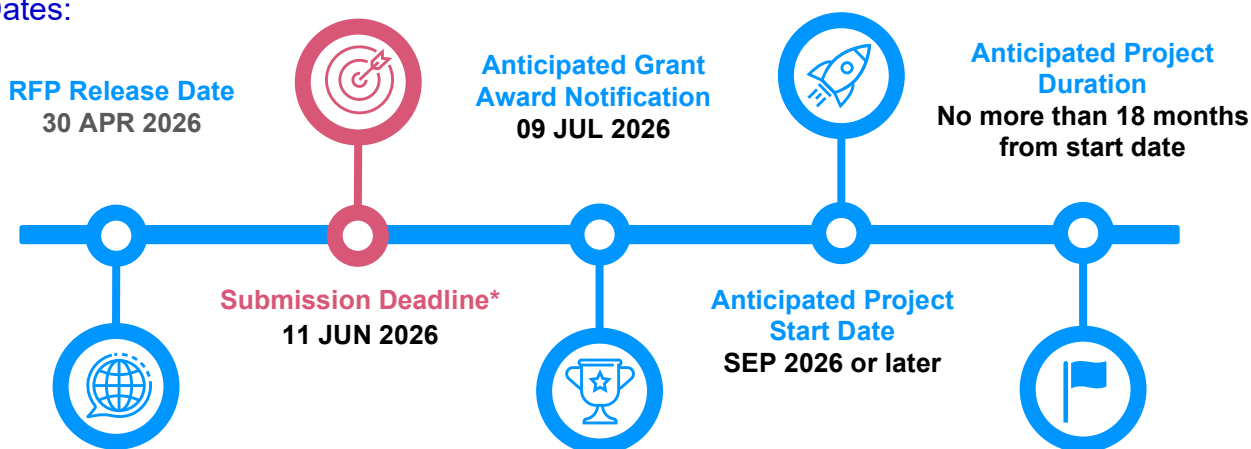 Dates:
RFP Release Date
30 APR 2026
Submission Deadline*
11 JUN 2026
Anticipated Grant
Award Notification
09 JUL 2026
Anticipated Project
Start Date
SEP 2026 or later
Anticipated Project
Duration
No more than 18 months
from start date